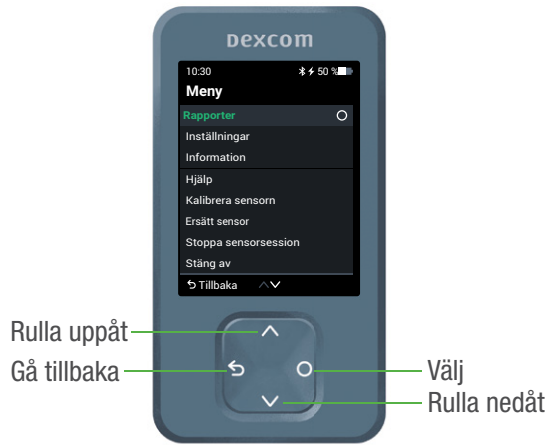 Dexcom
10:30 50 %
Meny
Rapporter
Inställningar
Information
Hjälp
Kalibrera sensorn
Ersätt sensor
Stoppa sensorsession
Stäng av
Tillbaka
Rulla uppåt
Gå tillbaka
Välj
Rulla nedåt